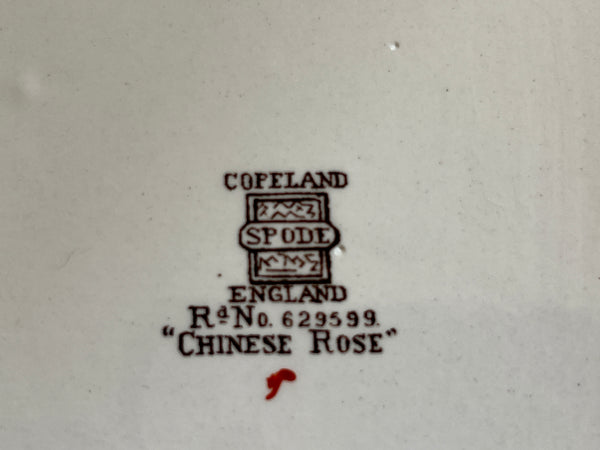 COPELAND
SPODE
ENGLAND
Rd No. 629599.
"CHINESE ROSE"